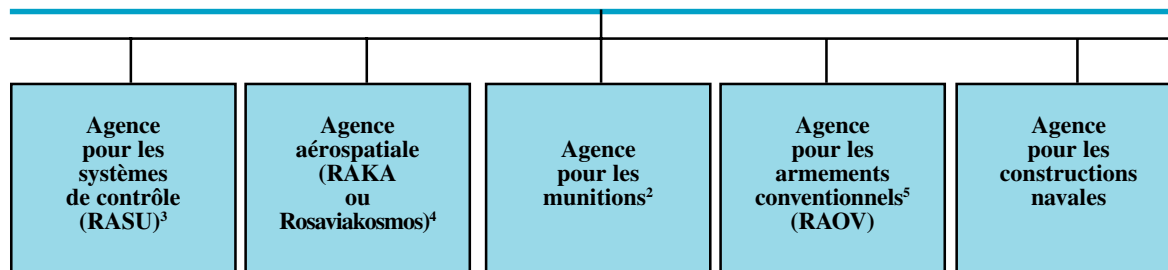 Agence
pour les
systèmes
de contrôle
(RASU)³
Agence
aérospatiale
(RAKA
ou
Rosaviakosmos)⁴
Agence
pour les
munitions²
Agence
pour les
armements
conventionnels⁵
(RAOV)
Agence
pour les
constructions
navales